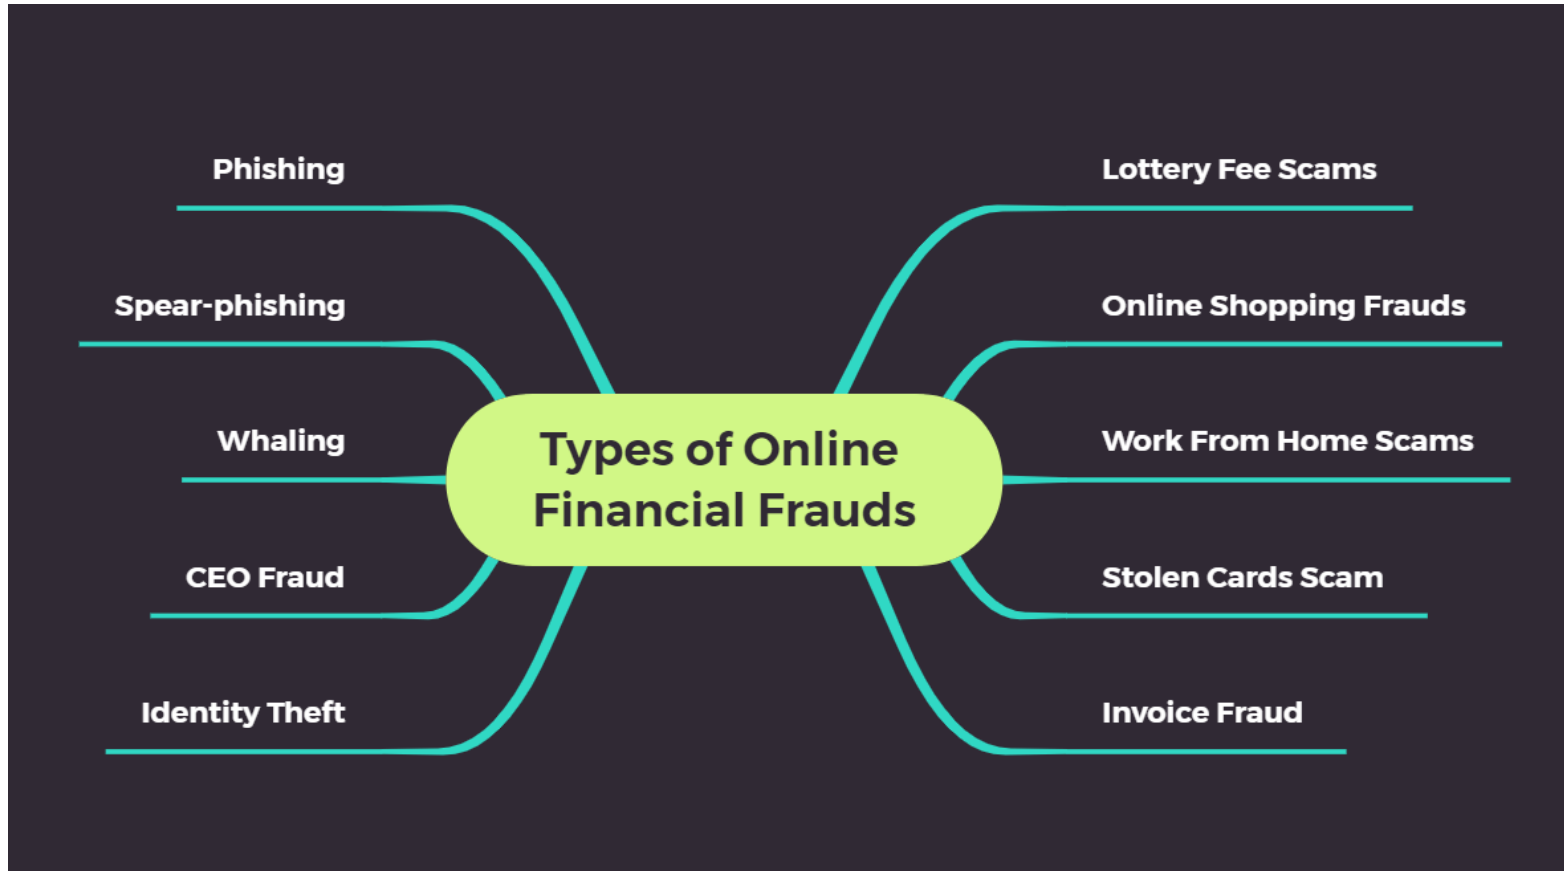 Types of Online
Financial Frauds
Phishing
Spear-phishing
Whaling
CEO Fraud
Identity Theft
Lottery Fee Scams
Online Shopping Frauds
Work From Home Scams
Stolen Cards Scam
Invoice Fraud